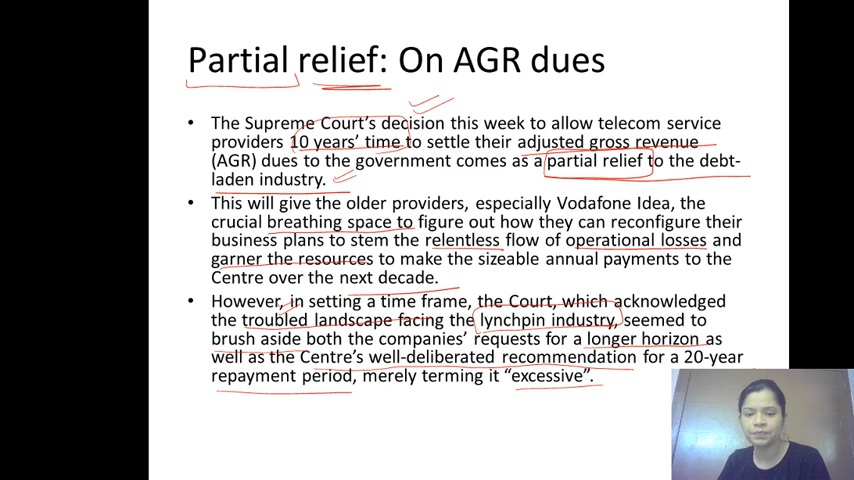 Partial relief: On AGR dues
• The Supreme Court's decision this week to allow telecom service
providers 10 years' time to settle their adjusted gross revenue
(AGR) dues to the government comes as a partial relief to the debt-
laden industry.
• This will give the older providers, especially Vodafone Idea, the
crucial breathing space to figure out how they can reconfigure their
business plans to stem the relentless flow of operational losses and
garner the resources to make the sizeable annual payments to the
Centre over the next decade.
• However, in setting a time frame, the Court, which acknowledged
the troubled landscape facing the lynchpin industry, seemed to
brush aside both the companies' requests for a longer horizon as
well as the Centre's well-deliberated recommendation for a 20-year
repayment period, merely terming it “excessive”.